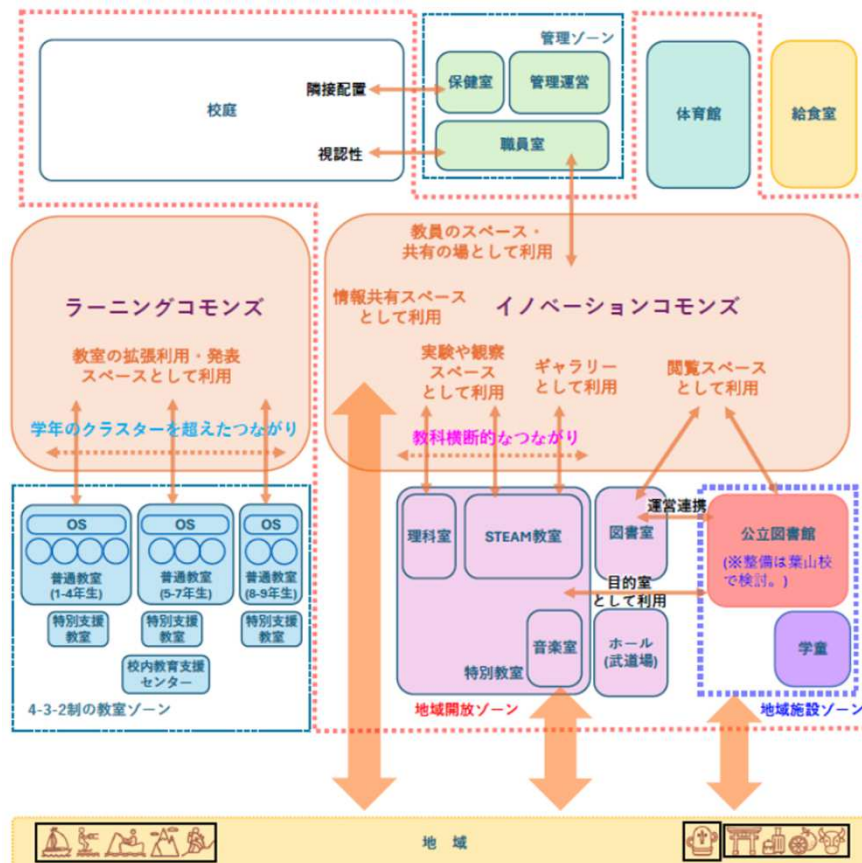 管理ゾーン
校庭
隣接配置
保健室
管理運営
視認性
職員室
体育館
給食室
教員のスペース・
共有の場として利用
ラーニングコモンズ
教室の拡張利用・発表
スペースとして利用
学年のクラスターを超えたつながり
情報共有スペース
として利用
イノベーションコモンズ
実験や観察
スペース
として利用
ギャラリー
として利用
閲覧スペース
として利用
教科横断的なつながり
OS
普通教室
(1-4年生)
OS
普通教室
(5-7年生)
OS
普通教室
(8-9年生)
特別支援
教室
特別支援
教室
特別支援
教室
校内教育支援
センター
4-3-2制の教室ゾーン
理科室
STEAM教室
図書室
運営連携
公立図書館
(※整備は葉山校
で検討。)
目的室
として利用
音楽室
特別教室
ホール
(武道場)
学童
地域開放ゾーン
地域施設ゾーン
地 域